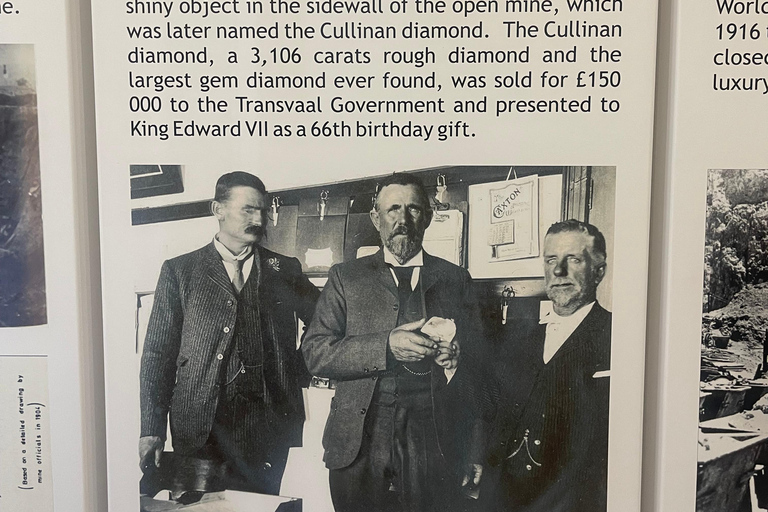 e.
shiny object in the sidewall of the open mine, which
was later named the Cullinan diamond. The Cullinan
diamond, a 3,106 carats rough diamond and the
largest gem diamond ever found, was sold for £150
000 to the Transvaal Government and presented to
King Edward VII as a 66th birthday gift.
CAXTON
(Based on a detailed drawing by
mine officials in 1904)
World
1916
closed
luxury